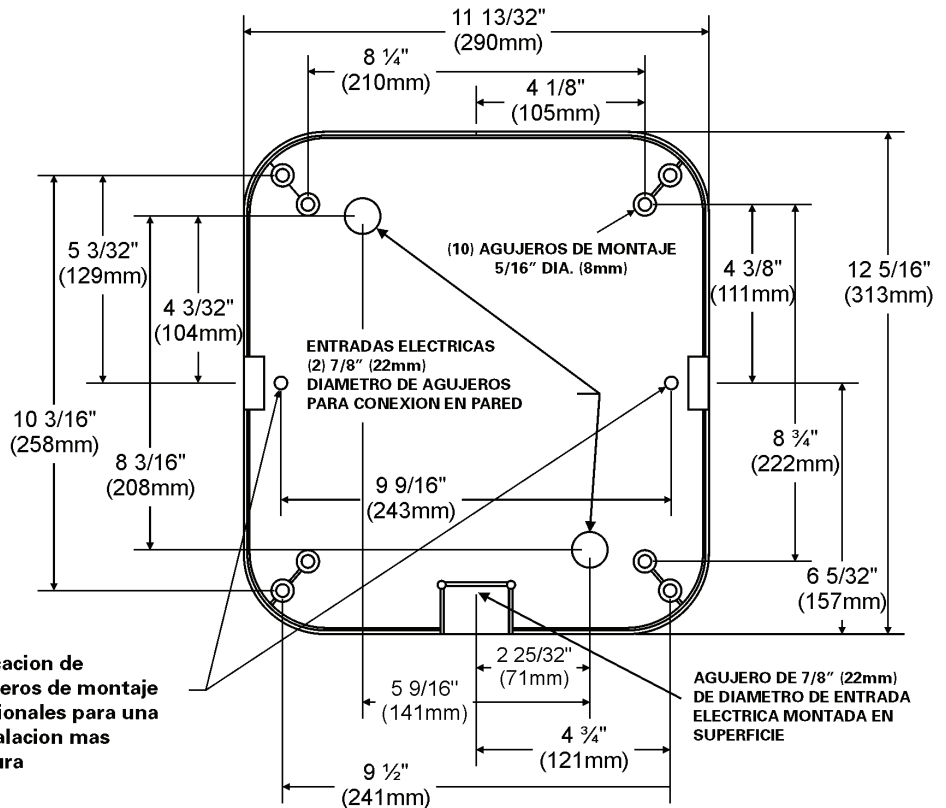 11 13/32"
(290mm)
8 ¼"
(210mm)
4 1/8"
(105mm)
5 3/32"
(129mm)
4 3/32"
(104mm)
(10) AGUJEROS DE MONTAJE
5/16" DIA. (8mm)
4 3/8"
(111mm)
12 5/16"
(313mm)
ENTRADAS ELECTRICAS
(2) 7/8" (22mm)
DIAMETRO DE AGUJEROS
PARA CONEXION EN PARED
10 3/16"
(258mm)
8 3/16"
(208mm)
9 9/16"
(243mm)
8 ¾"
(222mm)
6 5/32"
(157mm)
de
de montaje
para una
mas
2 25/32"
(71mm)
5 9/16"
(141mm)
4 ¾"
(121mm)
9 ½"
(241mm)
AGUJERO DE 7/8" (22mm)
DE DIAMETRO DE ENTRADA
ELECTRICA MONTADA EN
SUPERFICIE